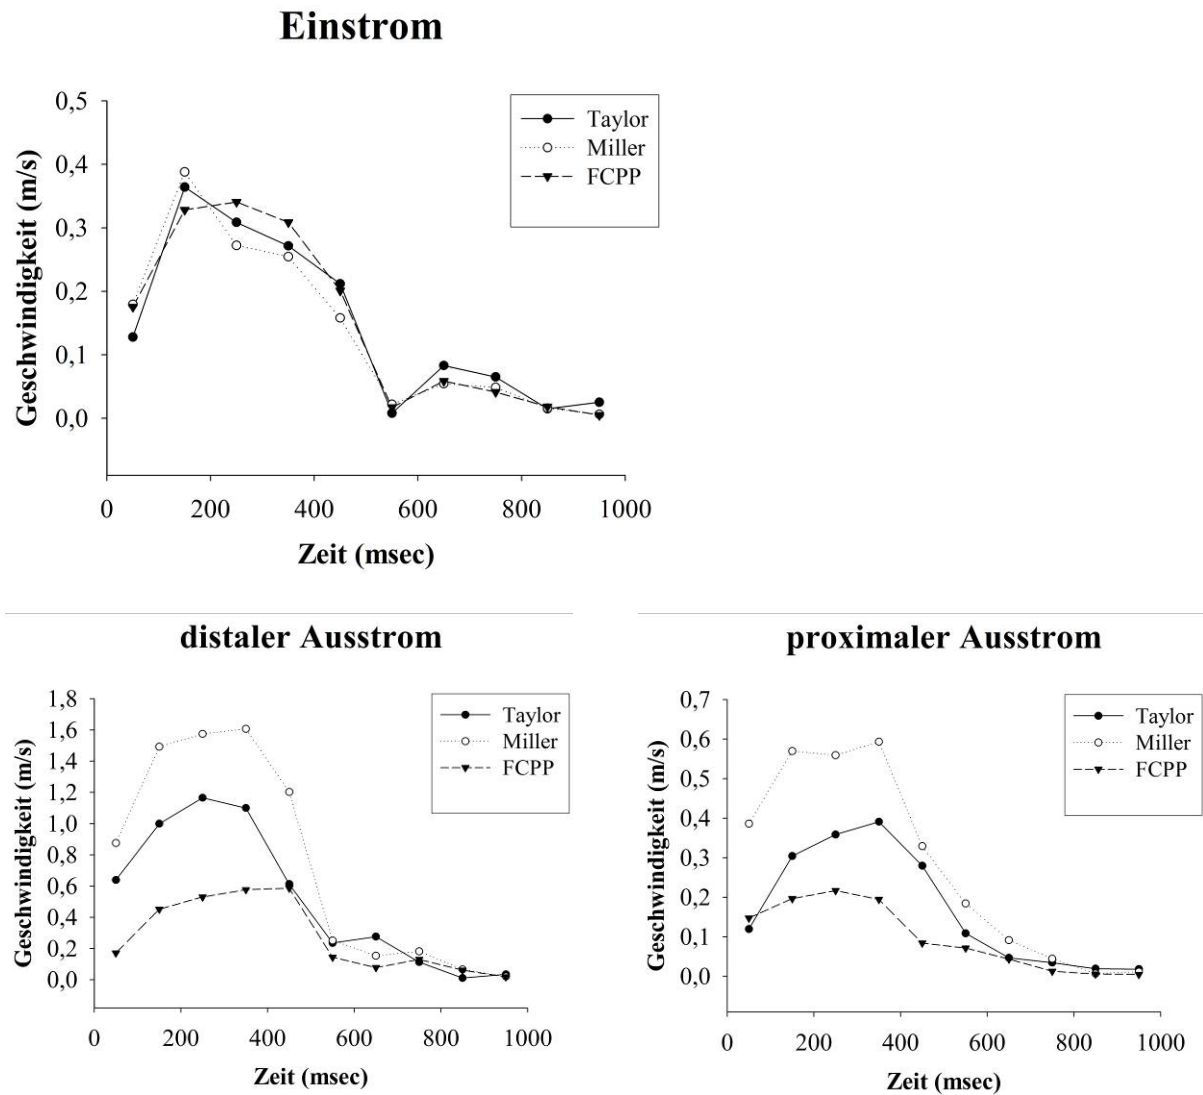 Einstrom
0,5
0,4
0,3
0,2
0,1
0,0
Geschwindigkeit (m/s)
Taylor
Miller
FCPP
0 200 400 600 800 1000
Zeit (msec)
distaler Ausstrom
1,8
1,6
1,4
1,2
1,0
0,8
0,6
0,4
0,2
0,0
Geschwindigkeit (m/s)
Taylor
Miller
FCPP
0 200 400 600 800 1000
Zeit (msec)
proximaler Ausstrom
0,7
0,6
0,5
0,4
0,3
0,2
0,1
0,0
Geschwindigkeit (m/s)
Taylor
Miller
FCPP
0 200 400 600 800 1000
Zeit (msec)